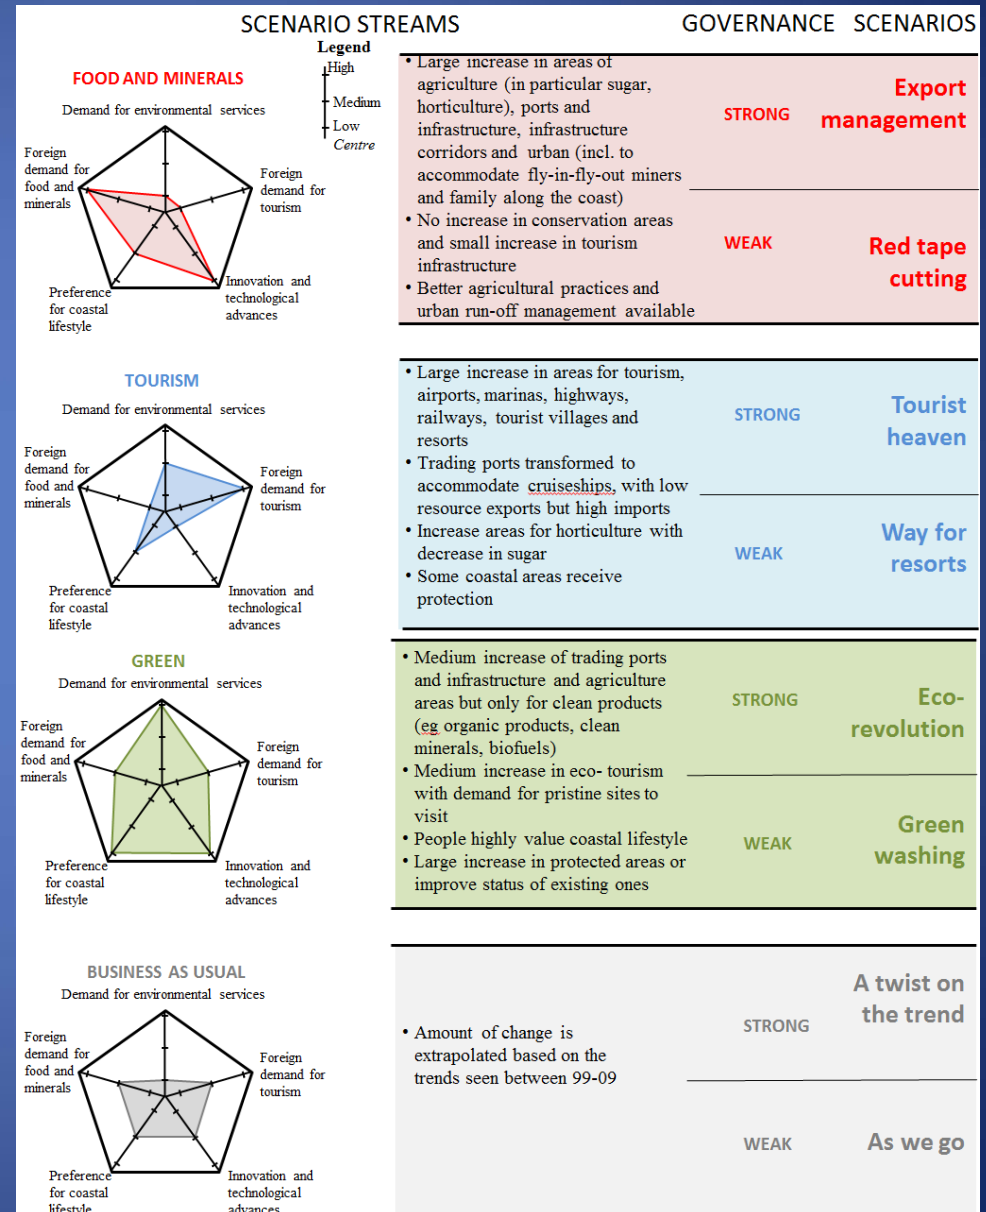 SCENARIO STREAMS
GOVERNANCE SCENARIOS
Legend
High
Medium
Low
Centre
FOOD AND MINERALS
Demand for environmental services
Foreign
demand for
food and
minerals
Foreign
demand for
tourism
Preference
for coastal
lifestyle
Innovation and
technological
advances
• Large increase in areas of
agriculture (in particular sugar,
horticulture), ports and
infrastructure, infrastructure
corridors and urban (incl. to
accommodate fly-in-fly-out miners
and family along the coast)
• No increase in conservation areas
and small increase in tourism
infrastructure
• Better agricultural practices and
urban run-off management available
STRONG
Export
management
WEAK
Red tape
cutting
TOURISM
Demand for environmental services
Foreign
demand for
food and
minerals
Foreign
demand for
tourism
Preference
for coastal
lifestyle
Innovation and
technological
advances
• Large increase in areas for tourism,
airports, marinas, highways,
railways, tourist villages and
resorts
• Trading ports transformed to
accommodate cruiseships, with low
resource exports but high imports
• Increase areas for horticulture with
decrease in sugar
• Some coastal areas receive
protection
STRONG
Tourist
heaven
WEAK
Way for
resorts
GREEN
Demand for environmental services
Foreign
demand for
food and
minerals
Foreign
demand for
tourism
Preference
for coastal
lifestyle
Innovation and
technological
advances
• Medium increase of trading ports
and infrastructure and agriculture
areas but only for clean products
(eg organic products, clean
minerals, biofuels)
• Medium increase in eco- tourism
with demand for pristine sites to
visit
• People highly value coastal lifestyle
• Large increase in protected areas or
improve status of existing ones
STRONG
Eco-
revolution
WEAK
Green
washing
BUSINESS AS USUAL
Demand for environmental services
Foreign
demand for
food and
minerals
Foreign
demand for
tourism
Preference
for coastal
lifestyle
Innovation and
technological
advances
• Amount of change is
extrapolated based on the
trends seen between 99-09
STRONG
A twist on
the trend
WEAK
As we go